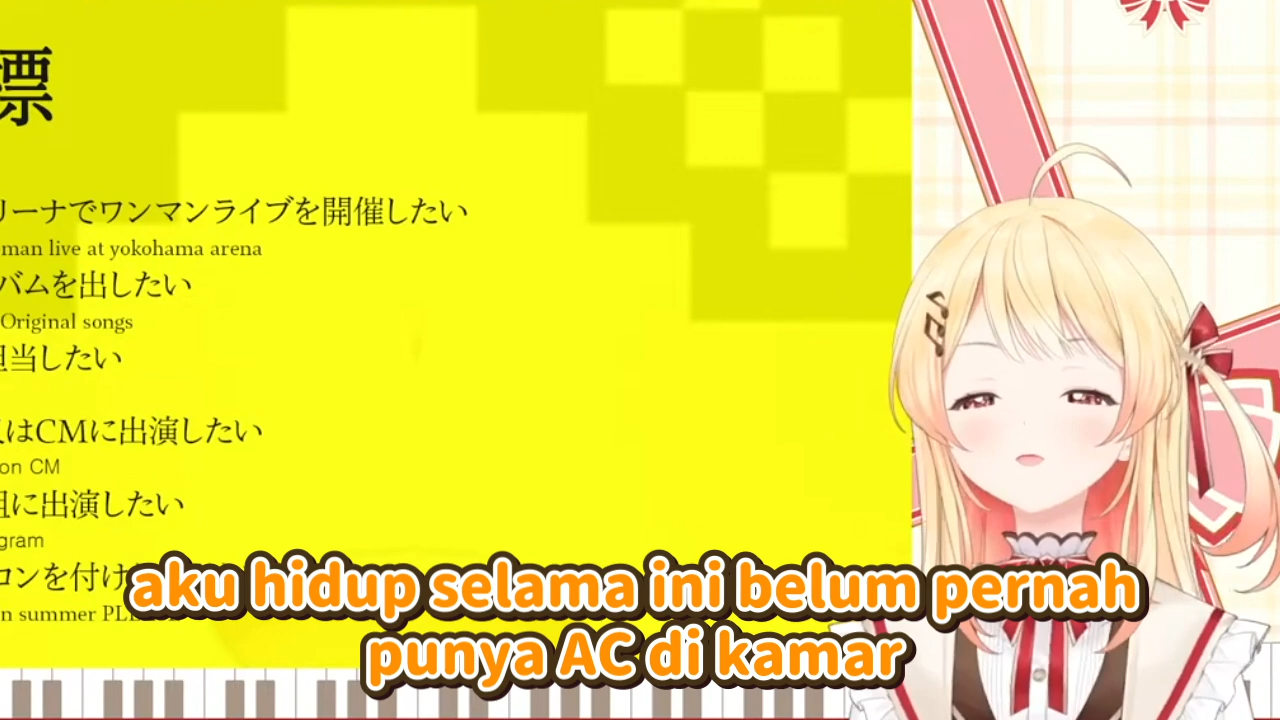 標
リーナでワンマンライブを開催したい
man live at yokohama arena
バムを出したい
Original songs
担当したい
はCMに出演したい
on CM
組に出演したい
gram
コンを付け
n summer
aku hidup selama ini belum pernah
punya AC di kamar